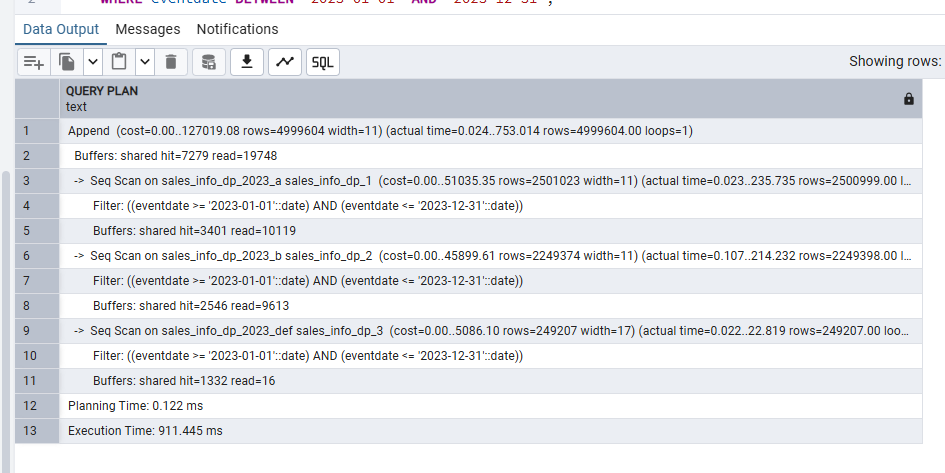 2 WHERE eventdate BETWEEN '2023-01-01' AND '2023-12-31';
Data Output Messages Notifications
SQL Showing rows:
QUERY PLAN
text
1 Append (cost=0.00..127019.08 rows=4999604 width=11) (actual time=0.024..753.014 rows=4999604.00 loops=1)
2 Buffers: shared hit=7279 read=19748
3 -> Seq Scan on sales_info_dp_2023_a sales_info_dp_1 (cost=0.00..51035.35 rows=2501023 width=11) (actual time=0.023..235.735 rows=2500999.00 l...
4 Filter: ((eventdate >= '2023-01-01'::date) AND (eventdate <= '2023-12-31'::date))
5 Buffers: shared hit=3401 read=10119
6 -> Seq Scan on sales_info_dp_2023_b sales_info_dp_2 (cost=0.00..45899.61 rows=2249374 width=11) (actual time=0.107..214.232 rows=2249398.00 l...
7 Filter: ((eventdate >= '2023-01-01'::date) AND (eventdate <= '2023-12-31'::date))
8 Buffers: shared hit=2546 read=9613
9 -> Seq Scan on sales_info_dp_2023_def sales_info_dp_3 (cost=0.00..5086.10 rows=249207 width=17) (actual time=0.022..22.819 rows=249207.00 loo...
10 Filter: ((eventdate >= '2023-01-01'::date) AND (eventdate <= '2023-12-31'::date))
11 Buffers: shared hit=1332 read=16
12 Planning Time: 0.122 ms
13 Execution Time: 911.445 ms